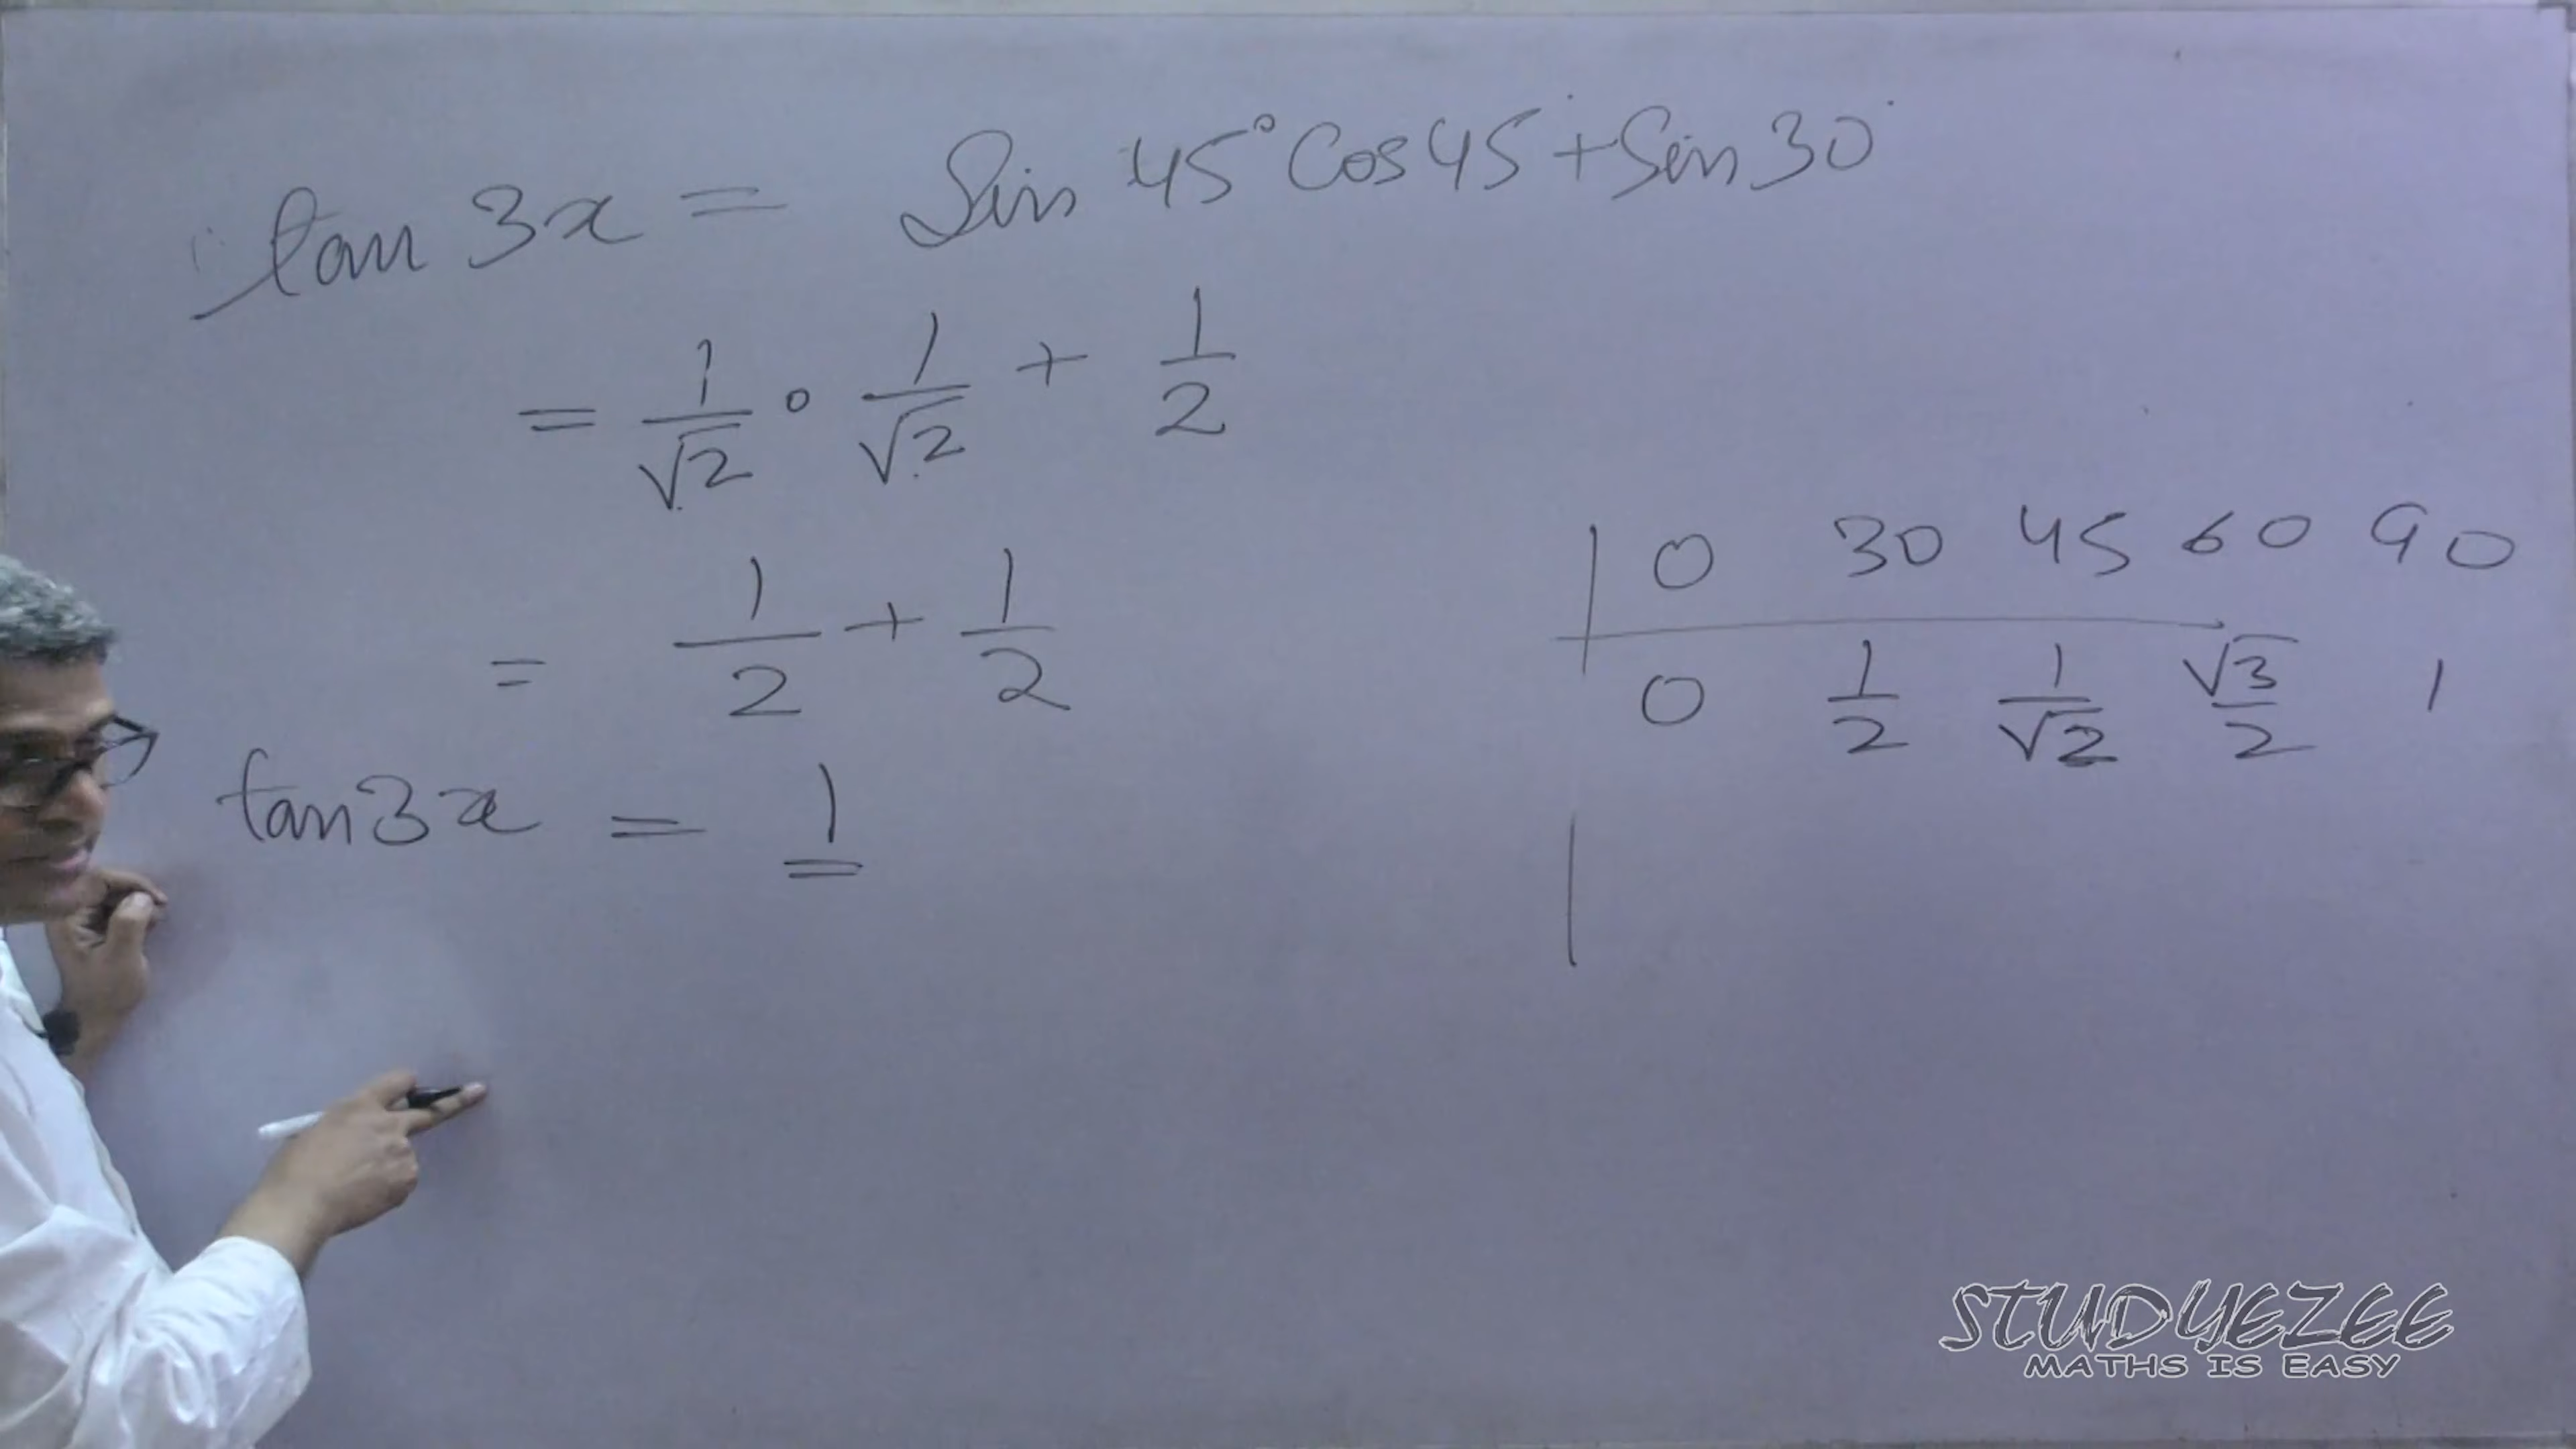 tan 3x = Sin 45° Cos 45 + Sin 30
= 1/√2 · 1/√2 + 1/2
= 1/2 + 1/2
tan 3x = 1
0 30 45 60 90
0 1/2 1/√2 √3/2 1
STUDYEZEE
MATHS IS EASY